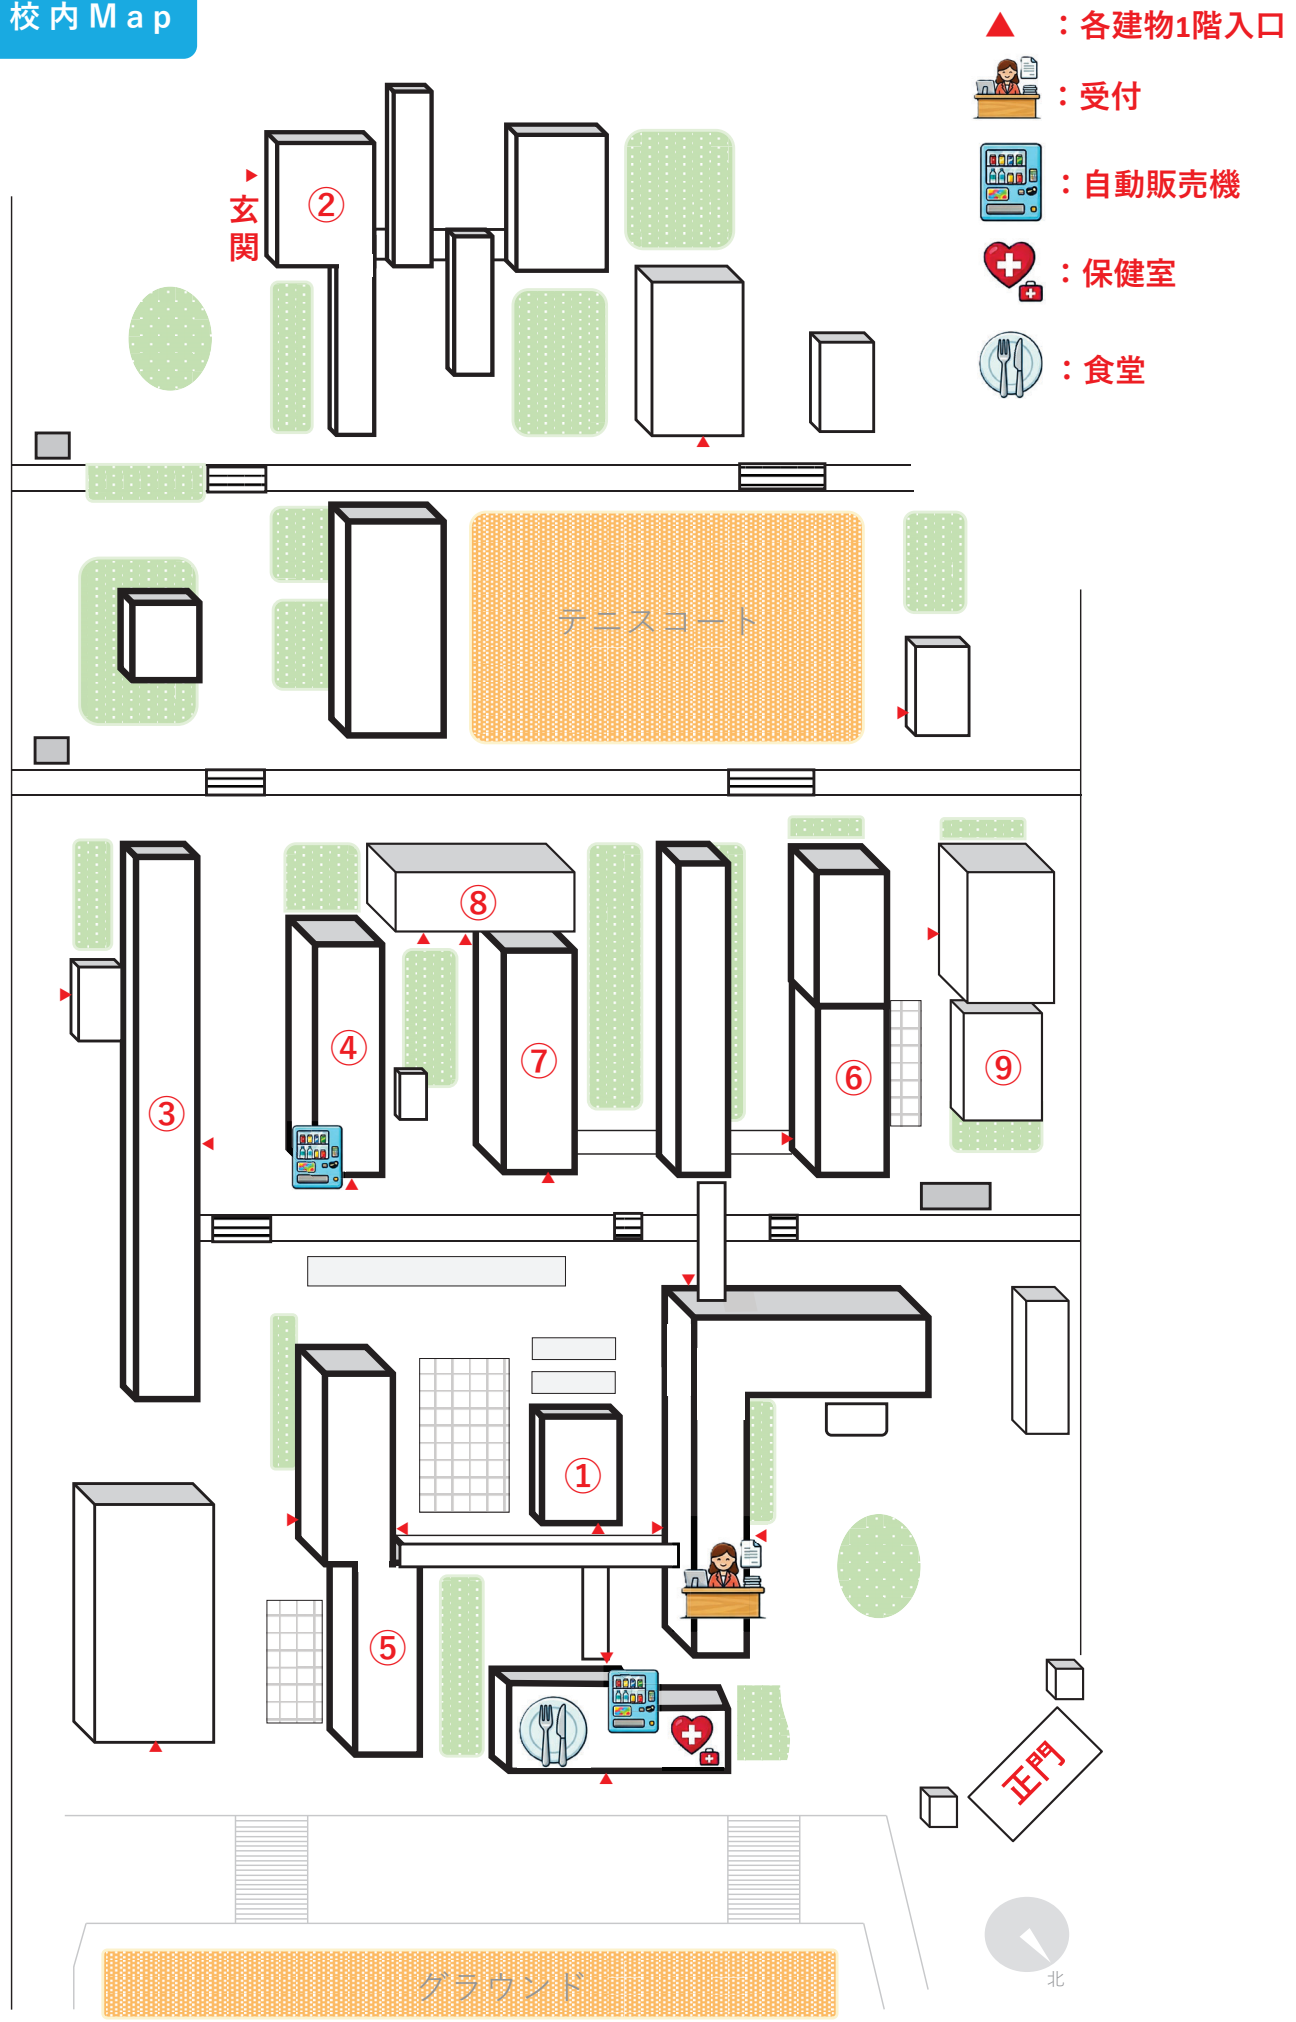 校内Map
：各建物1階入口
：受付
：自動販売機
：保健室
：食堂
②
玄
関
テニスコート
⑧
④
⑦
⑥
⑨
③
①
⑤
正門
北
グラウンド